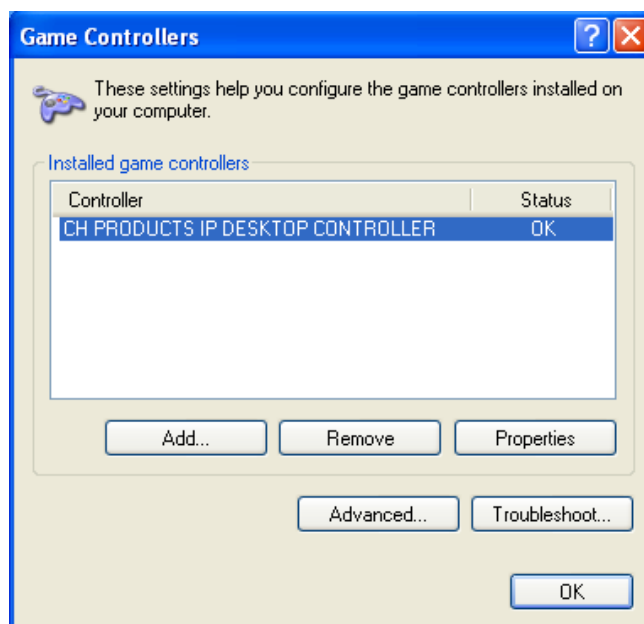 Game Controllers
These settings help you configure the game controllers installed on
your computer.
Installed game controllers
Controller Status
CH PRODUCTS IP DESKTOP CONTROLLER OK
Add... Remove Properties
Advanced... Troubleshoot...
OK